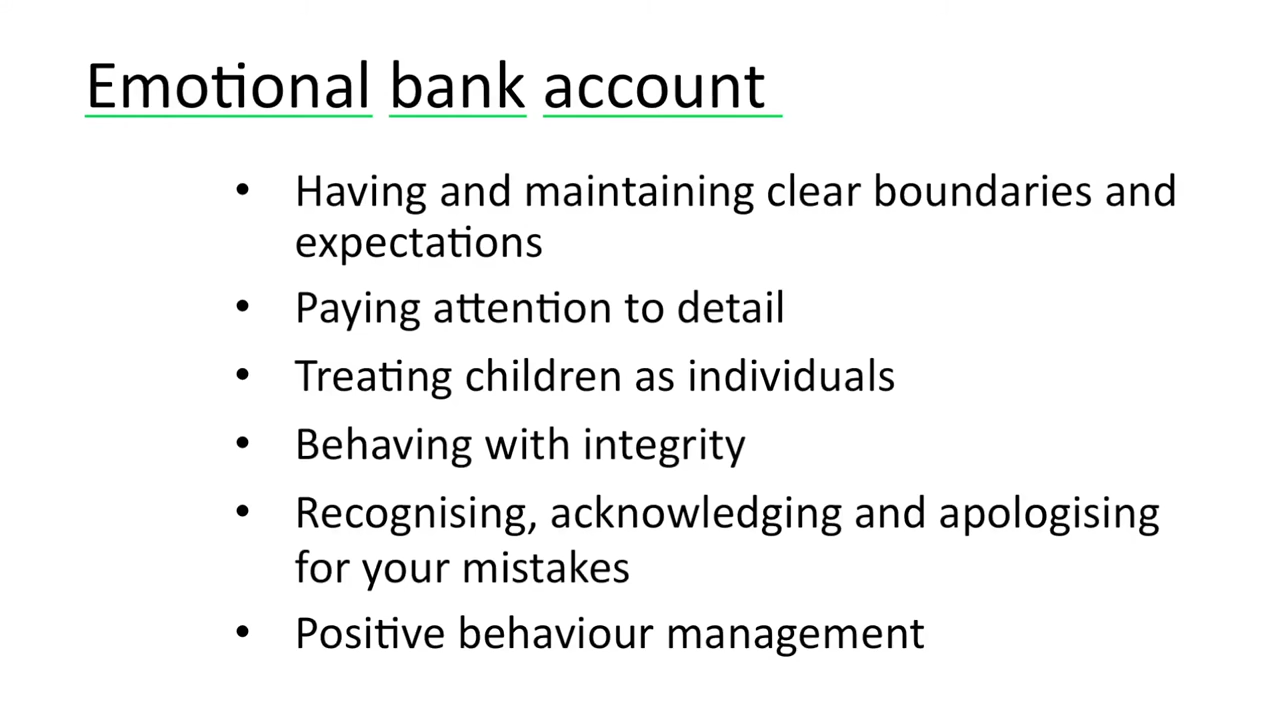 Emotional bank account
• Having and maintaining clear boundaries and
expectations
• Paying attention to detail
• Treating children as individuals
• Behaving with integrity
• Recognising, acknowledging and apologising
for your mistakes
• Positive behaviour management